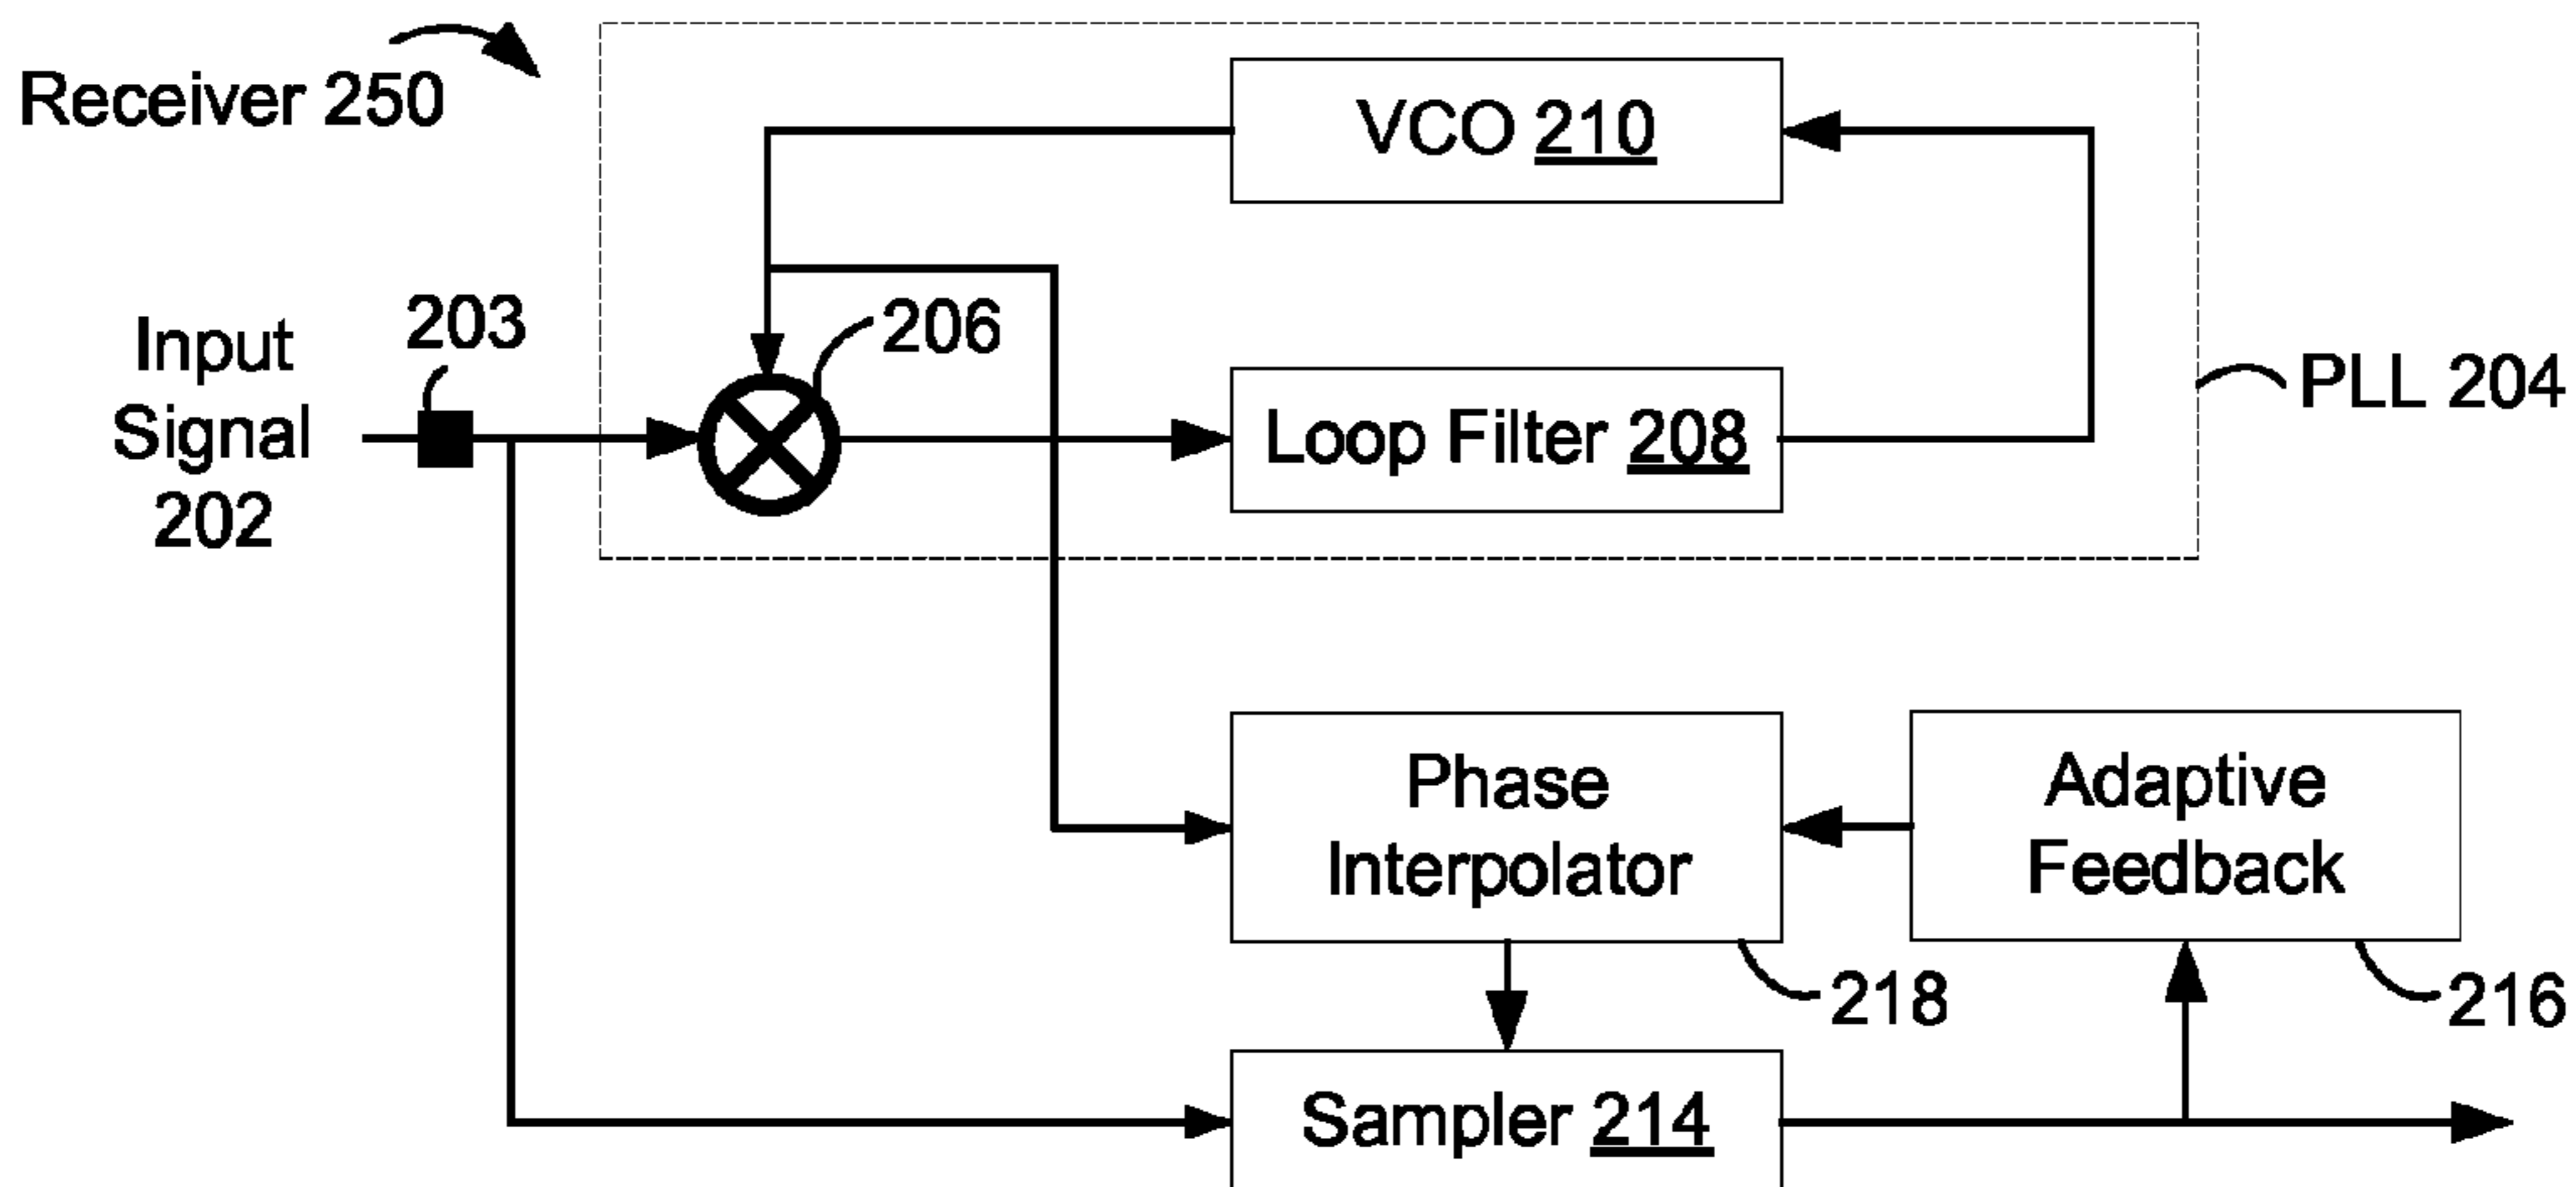 Receiver 250
VCO 210
203
206
Input
Signal
202
Loop Filter 208
PLL 204
Phase
Interpolator
Adaptive
Feedback
218
216
Sampler 214